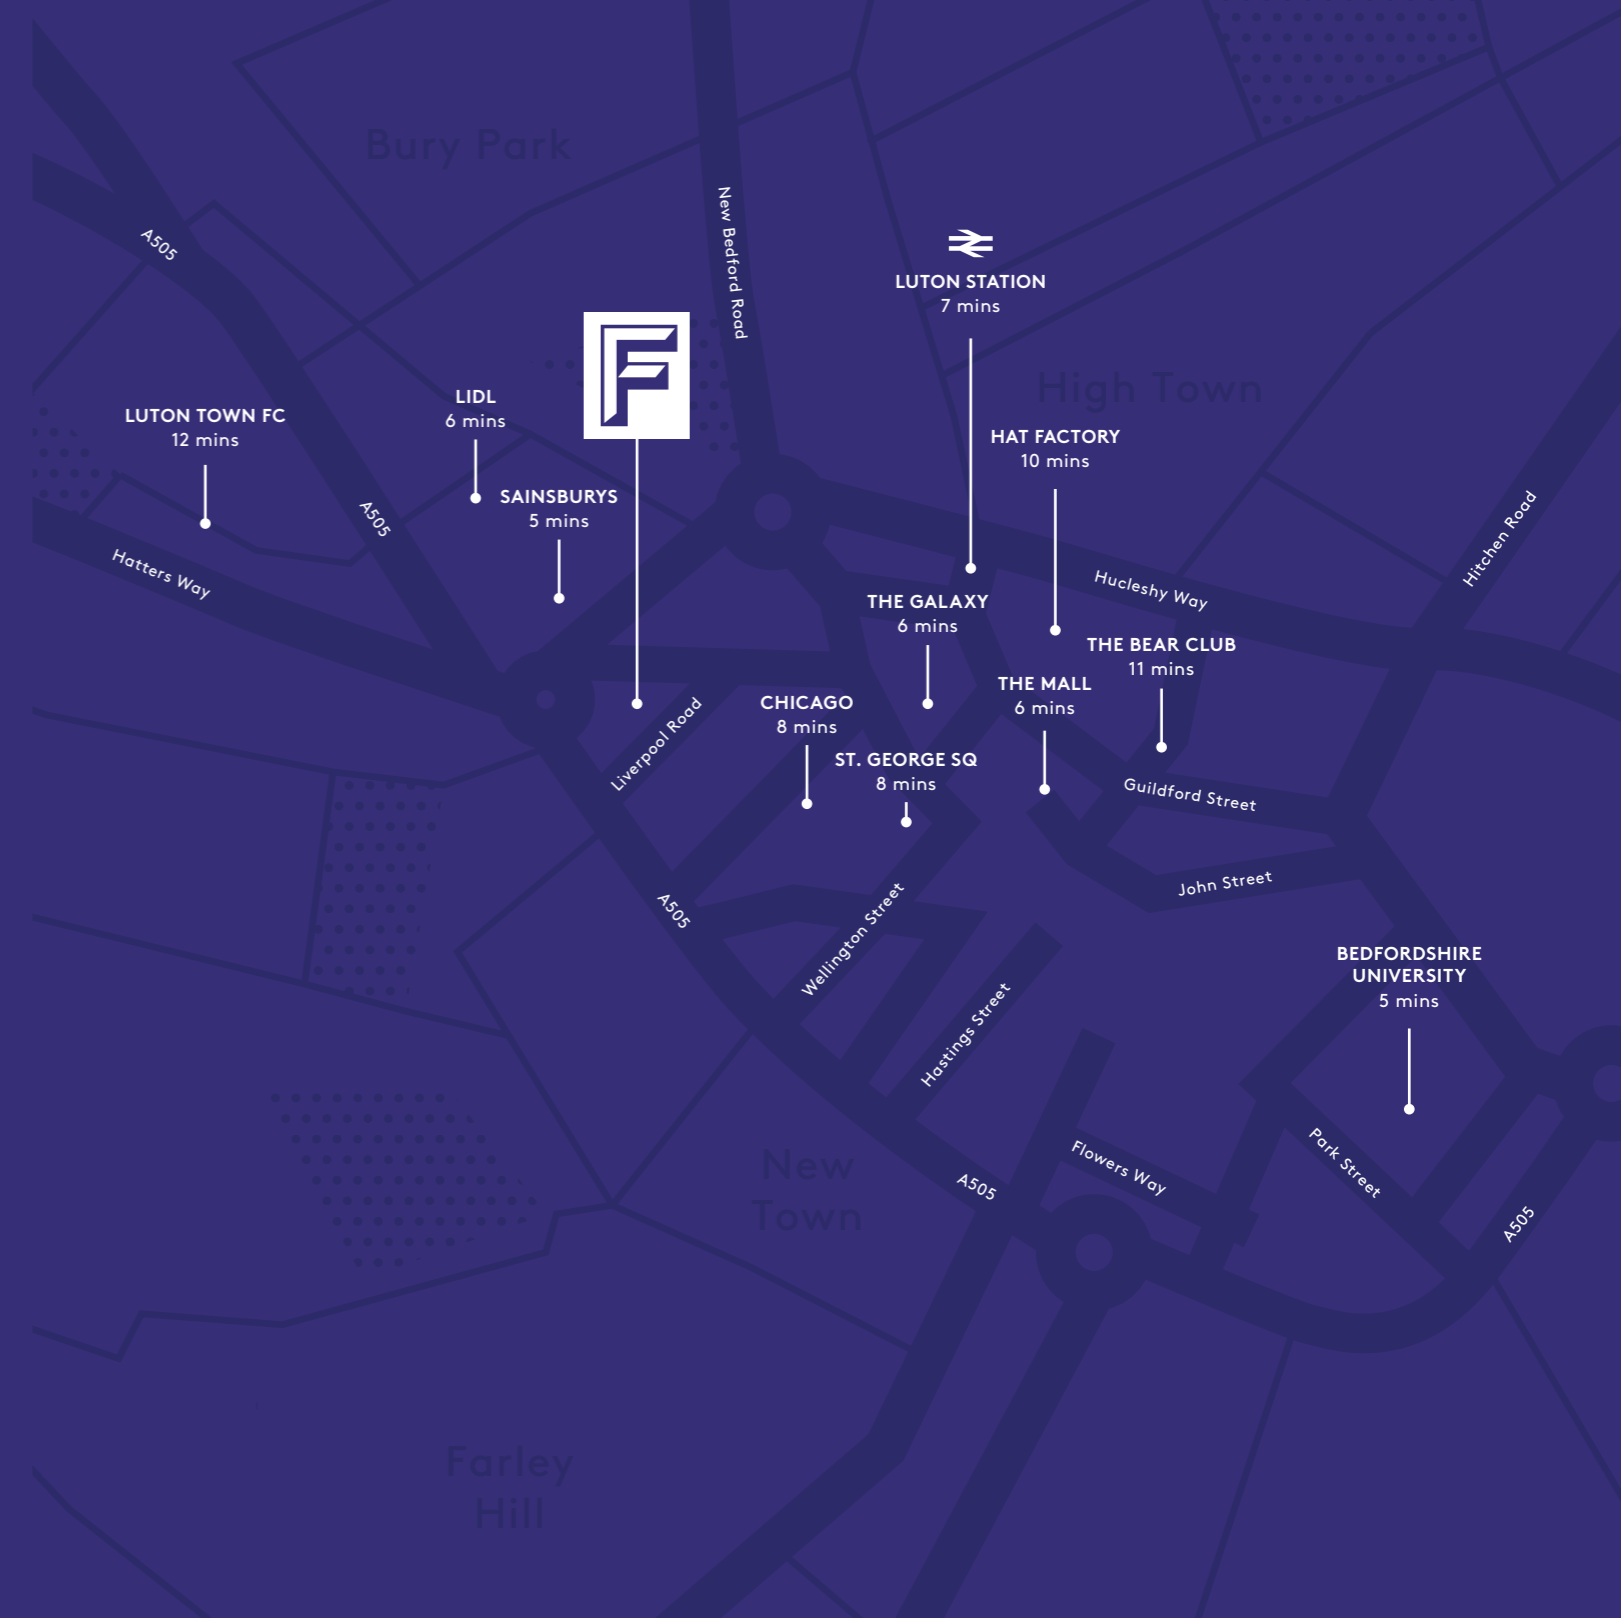 Bury Park
A505
New Bedford Road
LUTON STATION
7 mins
F
High Town
LIDL
6 mins
LUTON TOWN FC
12 mins
HAT FACTORY
10 mins
SAINSBURYS
5 mins
A505
Hitchen Road
Hatters Way
Hucleshy Way
THE GALAXY
6 mins
THE BEAR CLUB
11 mins
THE MALL
6 mins
CHICAGO
8 mins
Liverpool Road
ST. GEORGE SQ
8 mins
Guildford Street
John Street
A505
Wellington Street
BEDFORDSHIRE
UNIVERSITY
5 mins
Hastings Street
New
Town
Flowers Way
Park Street
A505
A505
Farley
Hill